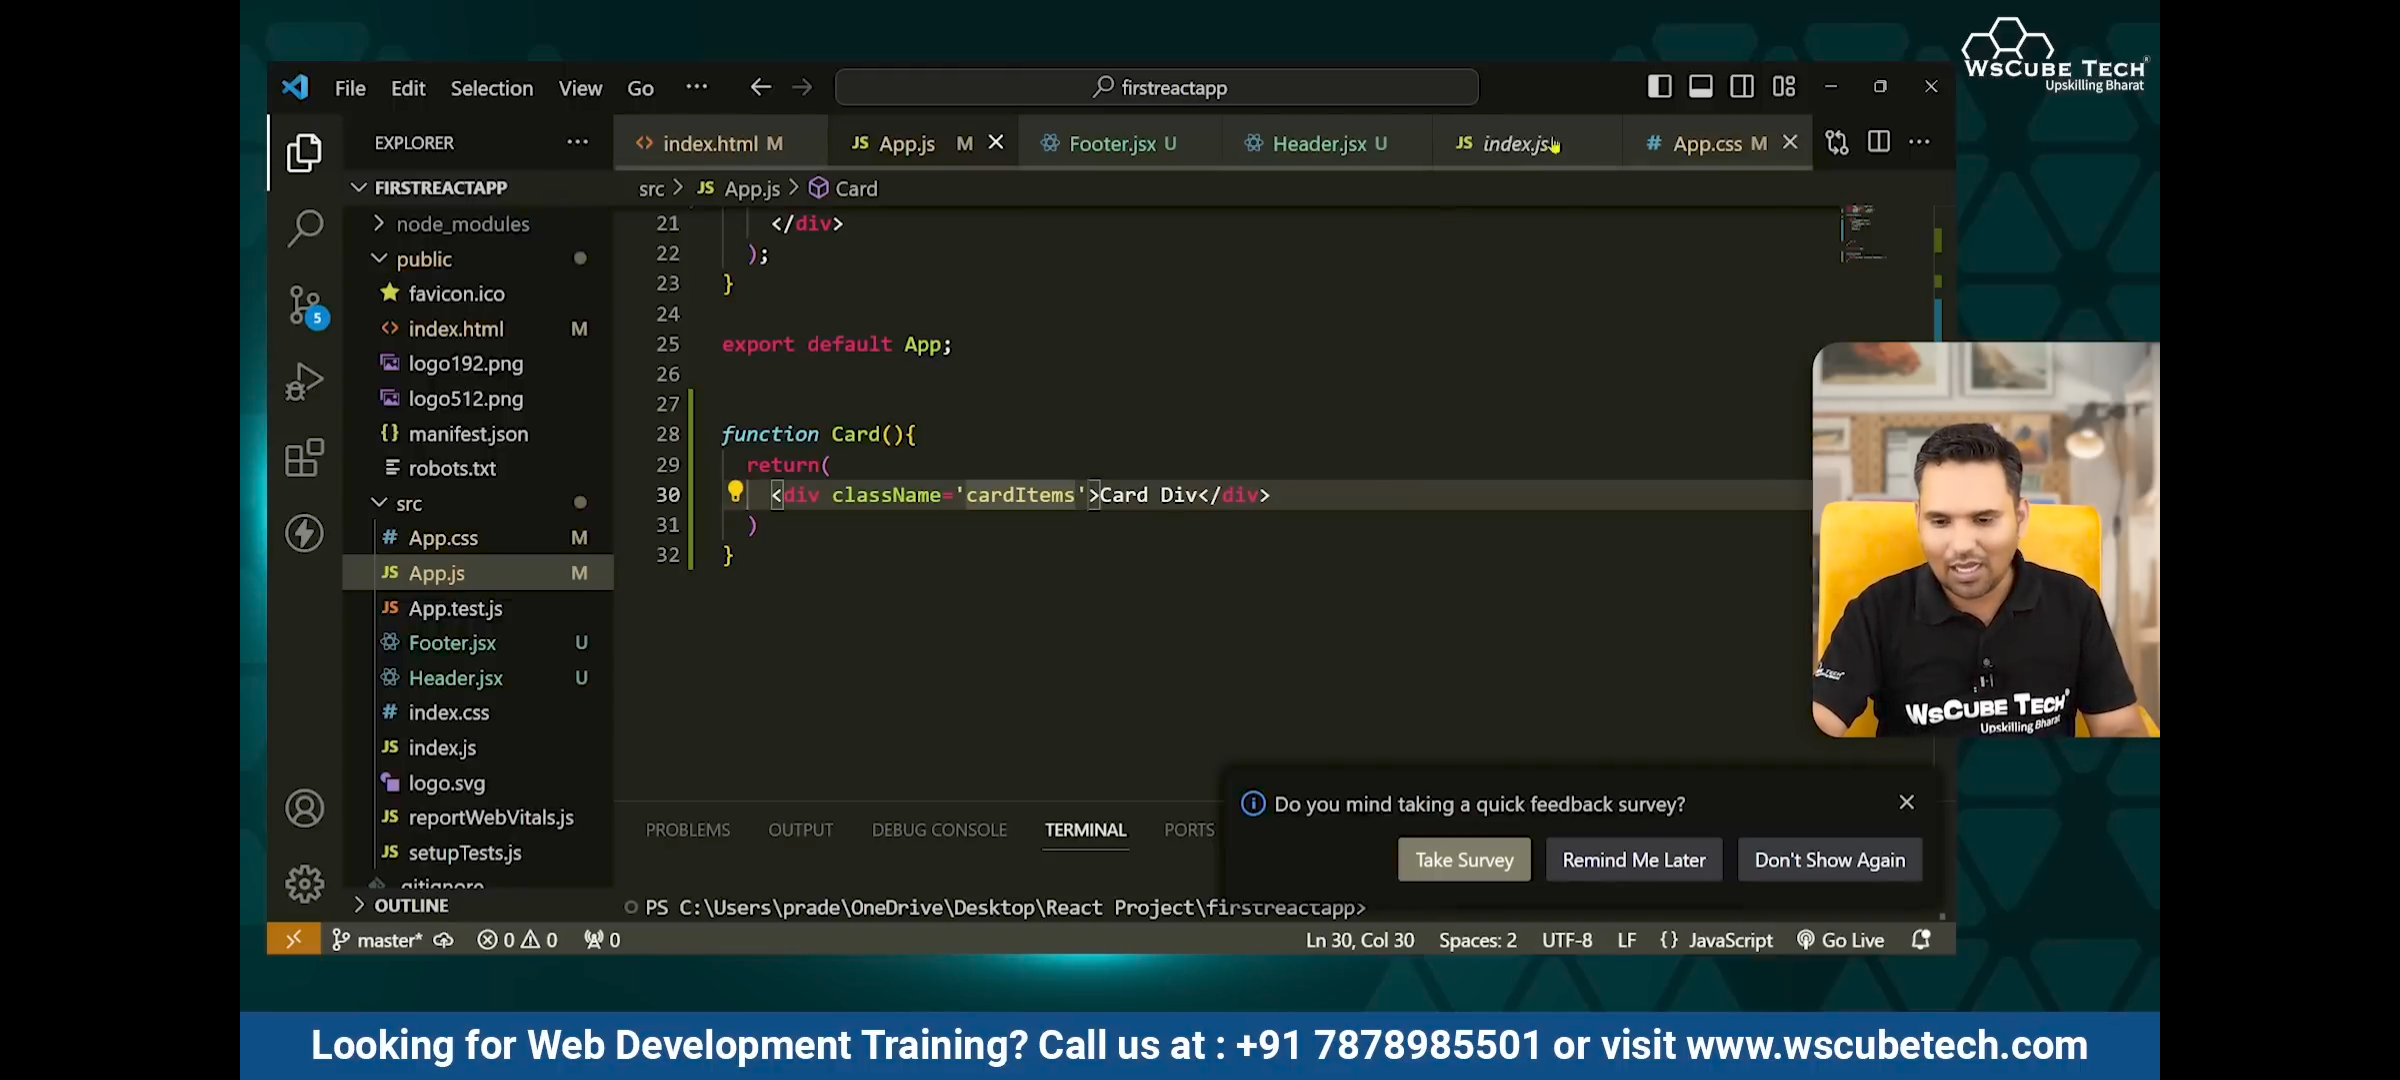 WsCube Tech
Upskilling Bharat
File Edit Selection View Go ··· firstreactapp
EXPLORER ···
index.html M
JS App.js M
Footer.jsx U
Header.jsx U
JS index.js
# App.css M
FIRSTREACTAPP
src > JS App.js > Card
node_modules
public
favicon.ico
index.html M
logo192.png
logo512.png
{} manifest.json
robots.txt
src
# App.css M
JS App.js M
JS App.test.js
Footer.jsx U
Header.jsx U
# index.css
JS index.js
logo.svg
JS reportWebVitals.js
JS setupTests.js
.gitignore
OUTLINE
5
21 </div>
22 );
23 }
24
25 export default App;
26
27
28 function Card(){
29 return(
30 <div className='cardItems'>Card Div</div>
31 )
32 }
WsCube Tech
Upskilling Bharat
Do you mind taking a quick feedback survey?
Take Survey Remind Me Later Don't Show Again
PROBLEMS OUTPUT DEBUG CONSOLE TERMINAL PORTS
PS C:\Users\prade\OneDrive\Desktop\React Project\firstreactapp>
master* 0 0 0 Ln 30, Col 30 Spaces: 2 UTF-8 LF {} JavaScript Go Live
Looking for Web Development Training? Call us at : +91 7878985501 or visit www.wscubetech.com